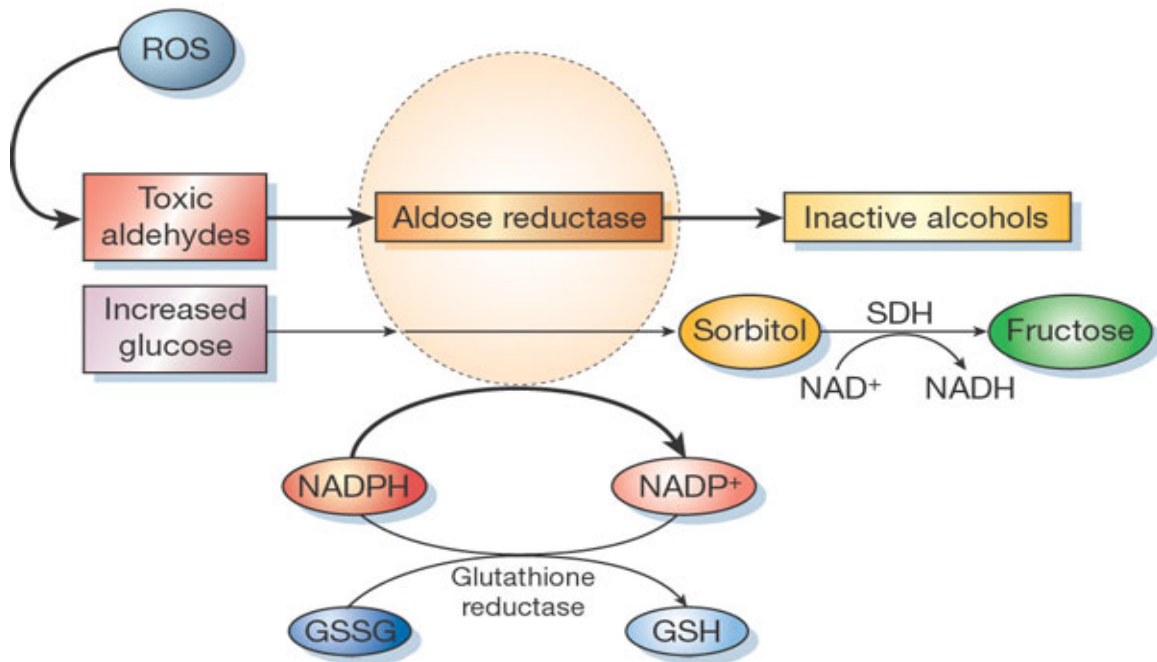 ROS
Toxic
aldehydes
Aldose reductase
Inactive alcohols
Increased
glucose
Sorbitol
SDH
Fructose
NAD⁺
NADH
NADPH
NADP⁺
Glutathione
reductase
GSSG
GSH